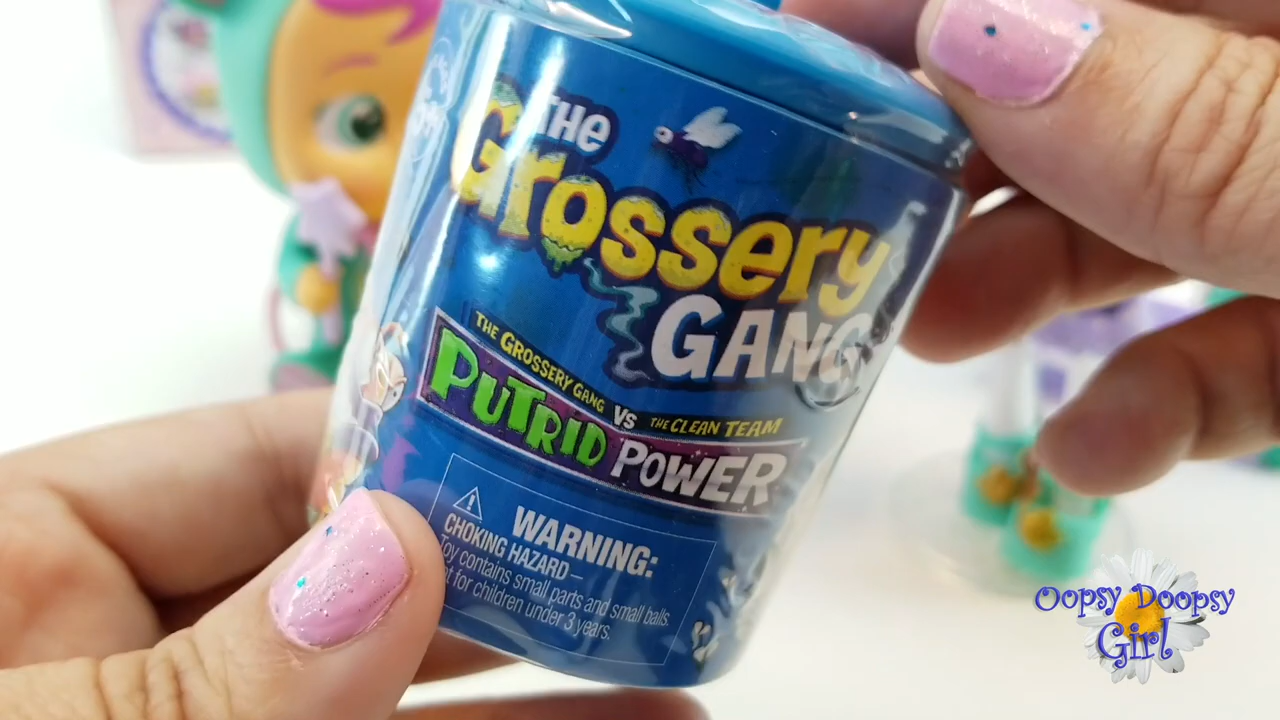 THE
Grossery
GANG
THE GROSSERY GANG VS THE CLEAN TEAM
PUTRID POWER
WARNING:
CHOKING HAZARD—
Toy contains small parts and small balls.
for children under 3 years.
Oopsy Doopsy
Girl